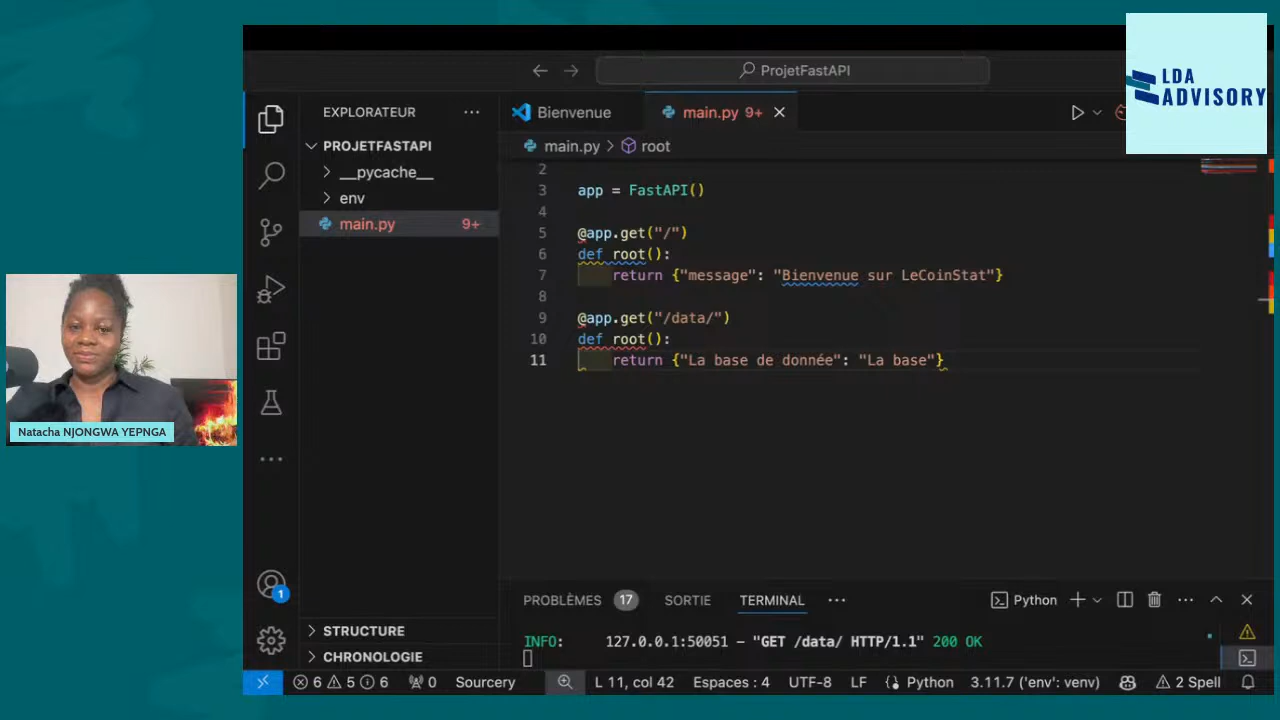 LDA
ADVISORY
ProjetFastAPI
EXPLORATEUR
Bienvenue
main.py 9+
PROJETFASTAPI
main.py > root
__pycache__
env
main.py 9+
2
3 app = FastAPI()
4
5 @app.get("/")
6 def root():
7 return {"message": "Bienvenue sur LeCoinStat"}
8
9 @app.get("/data/")
10 def root():
11 return {"La base de donnée": "La base"}
Natacha NJONGWA YEPNGA
1
PROBLÈMES 17 SORTIE TERMINAL Python
INFO: 127.0.0.1:50051 - "GET /data/ HTTP/1.1" 200 OK
STRUCTURE
CHRONOLOGIE
6 5 6 0 Sourcery L 11, col 42 Espaces : 4 UTF-8 LF Python 3.11.7 ('env': venv) 2 Spell